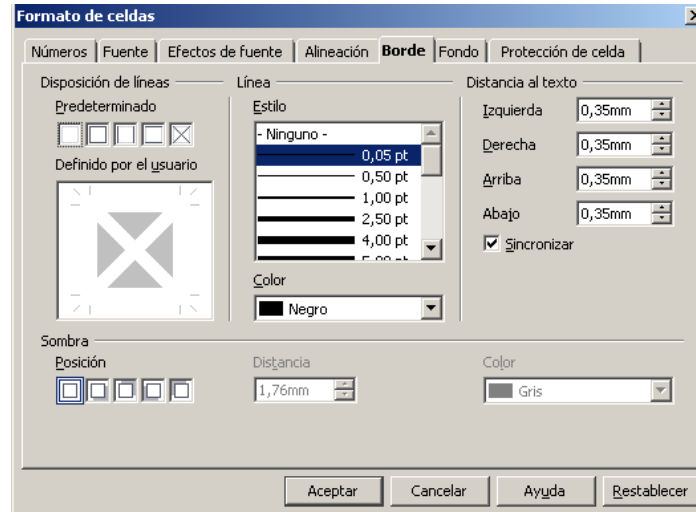 Formato de celdas
Números Fuente Efectos de fuente Alineación Borde Fondo Protección de celda
Disposición de líneas
Predeterminado
Definido por el usuario
Línea
Estilo
- Ninguno -
0,05 pt
0,50 pt
1,00 pt
2,50 pt
4,00 pt
5,00 pt
Color
Negro
Distancia al texto
Izquierda 0,35mm
Derecha 0,35mm
Arriba 0,35mm
Abajo 0,35mm
Sincronizar
Sombra
Posición
Distancia
1,76mm
Color
Gris
Aceptar Cancelar Ayuda Restablecer